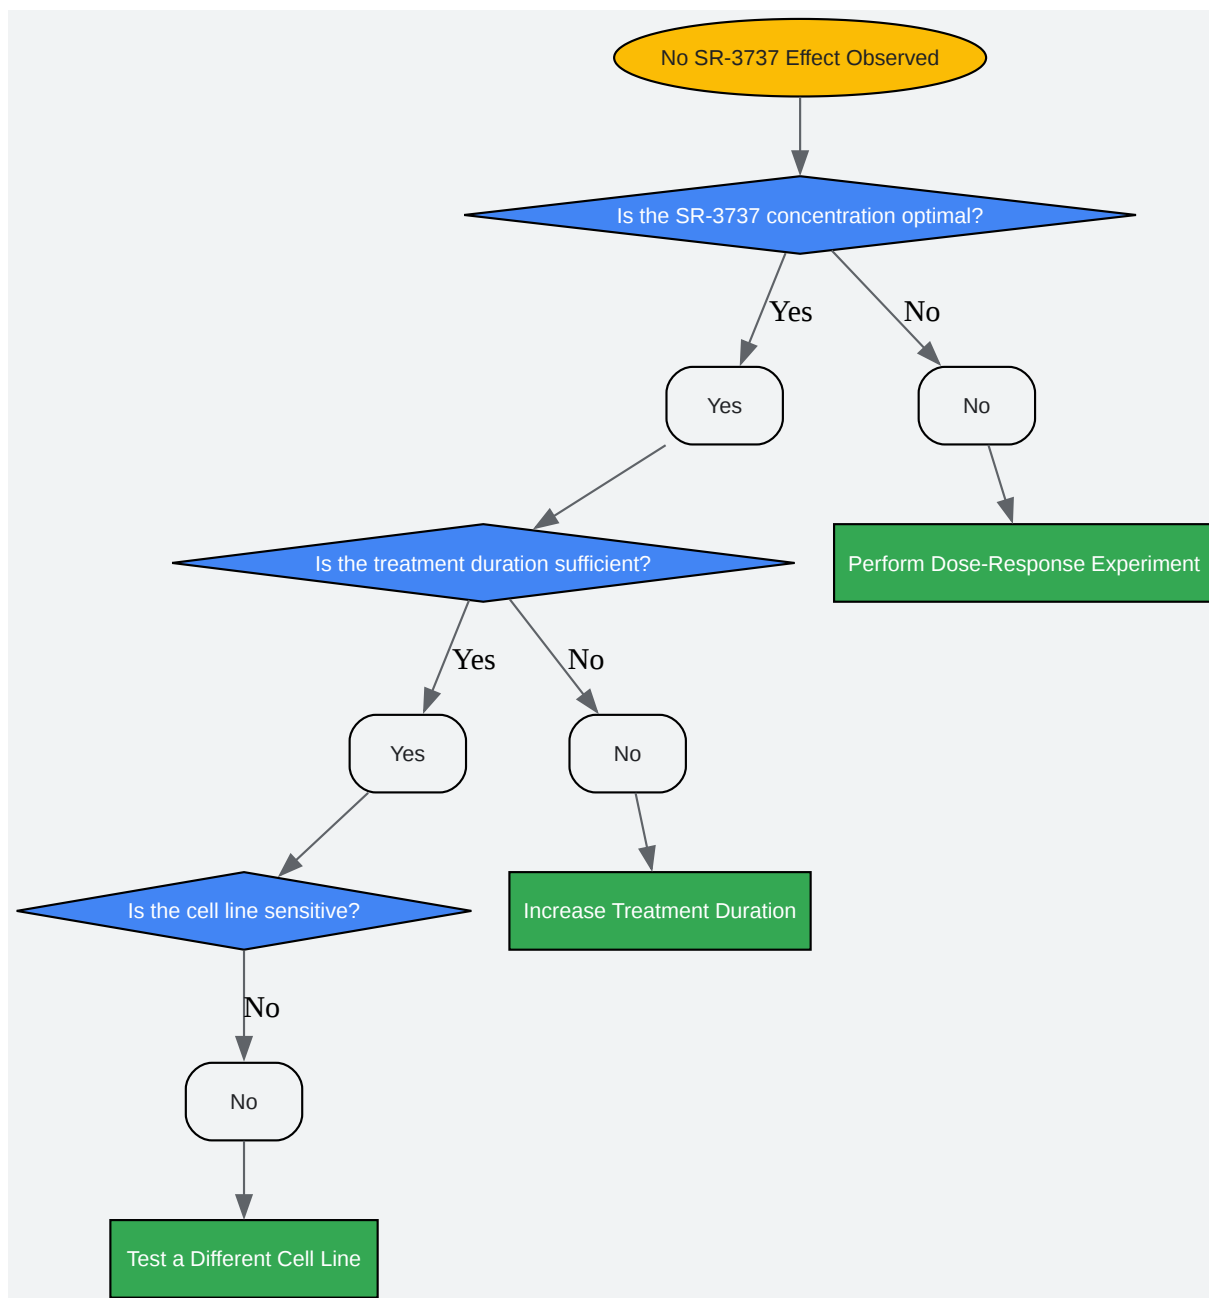 No SR-3737 Effect Observed
Is the SR-3737 concentration optimal?
Yes
No
Yes
No
Is the treatment duration sufficient?
Perform Dose-Response Experiment
Yes
No
Yes
No
Is the cell line sensitive?
Increase Treatment Duration
No
No
Test a Different Cell Line